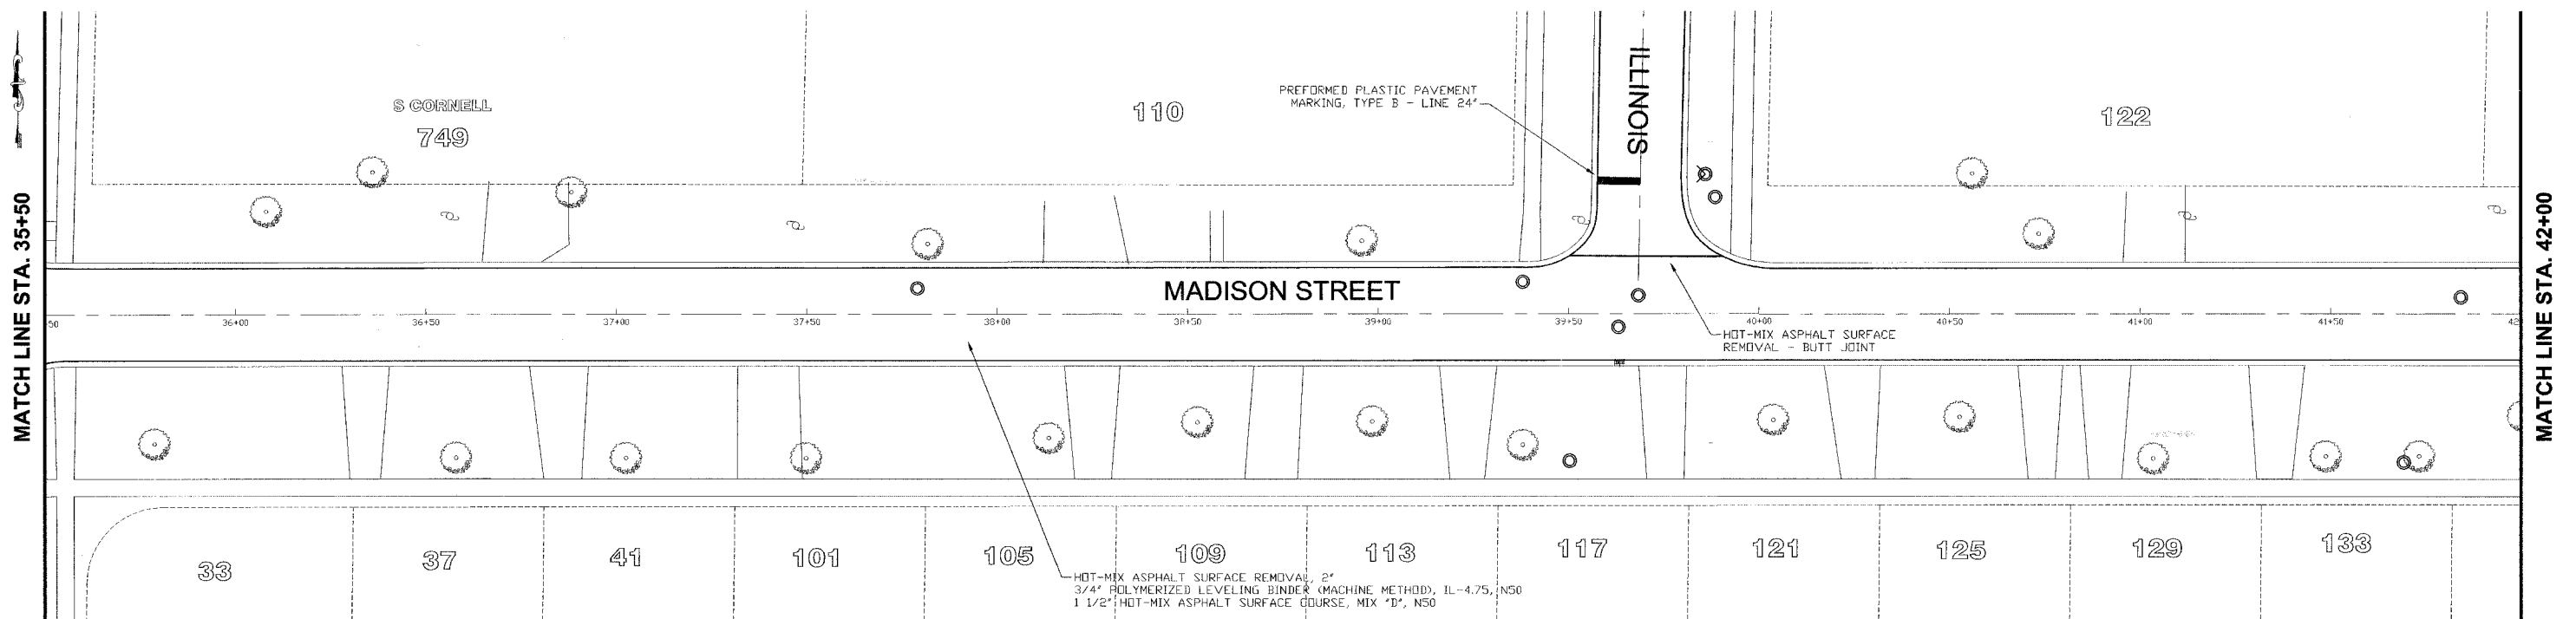 MATCH LINE STA. 35+50
S CORNELL
749
110
PREFORMED PLASTIC PAVEMENT
MARKING, TYPE B - LINE 24"
ILLINOIS
122
MATCH LINE STA. 42+00
MADISON STREET
50
36+00
36+50
37+00
37+50
38+00
38+50
39+00
39+50
40+00
40+50
41+00
41+50
42
HOT-MIX ASPHALT SURFACE
REMOVAL - BUTT JOINT
33
37
41
101
105
109
113
117
121
125
129
133
HOT-MIX ASPHALT SURFACE REMOVAL, 2"
3/4" POLYMERIZED LEVELING BINDER (MACHINE METHOD), IL-4.75, N50
1 1/2" HOT-MIX ASPHALT SURFACE COURSE, MIX "D", N50